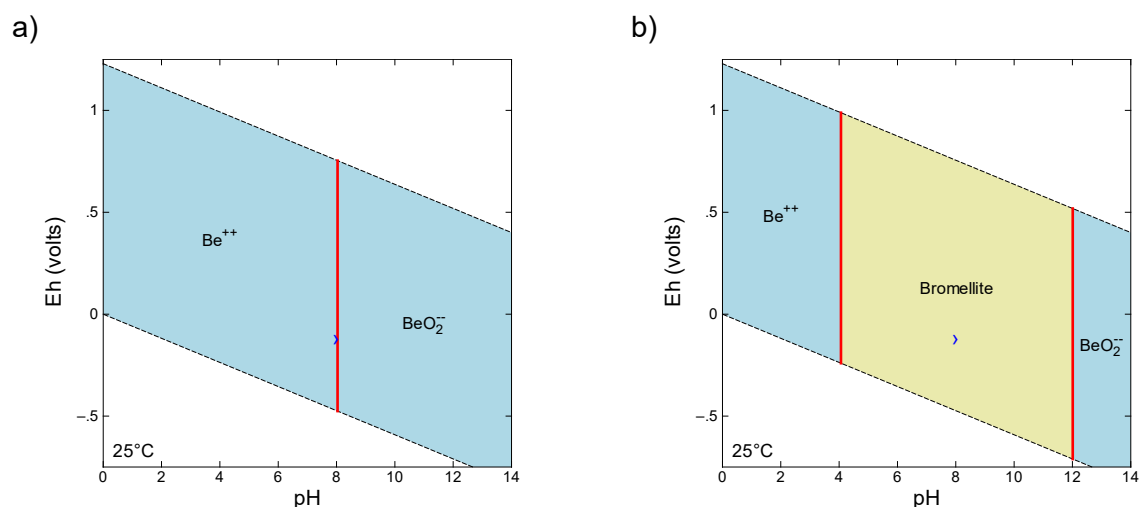 a)
Eh (volts)
1
.5
0
–.5
Be++
BeO2--
25°C
0 2 4 6 8 10 12 14
pH
b)
Eh (volts)
1
.5
0
–.5
Be++
Bromellite
BeO2--
25°C
0 2 4 6 8 10 12 14
pH